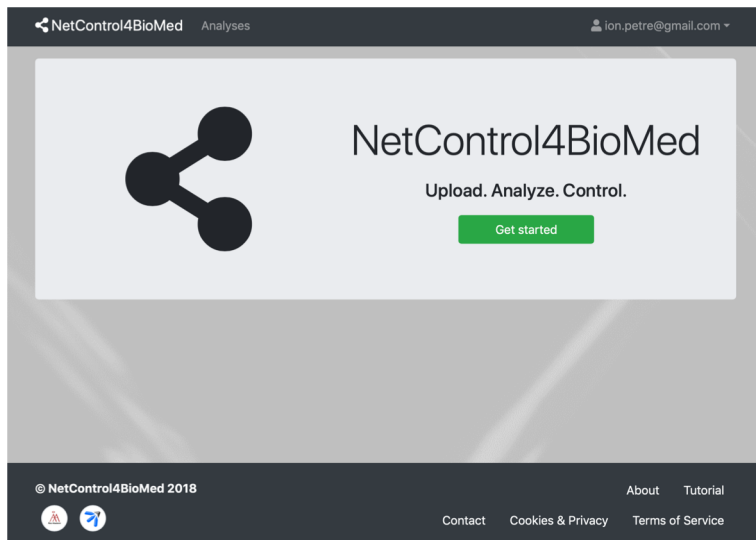 NetControl4BioMed Analyses ion.petre@gmail.com
NetControl4BioMed
Upload. Analyze. Control.
Get started
© NetControl4BioMed 2018
About Tutorial
Contact Cookies & Privacy Terms of Service